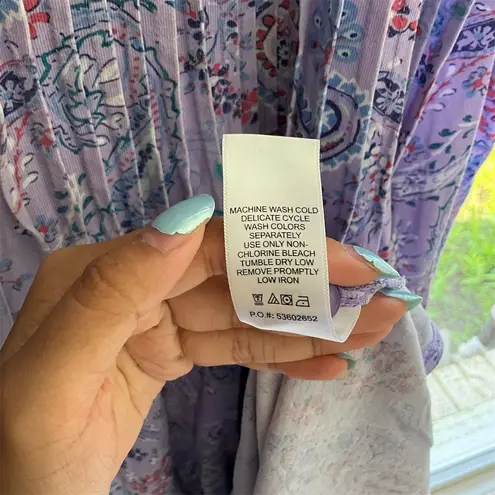 MACHINE WASH COLD
DELICATE CYCLE
WASH COLORS
SEPARATELY
USE ONLY NON-
CHLORINE BLEACH
TUMBLE DRY LOW
REMOVE PROMPTLY
LOW IRON
P.O.#: 53602652